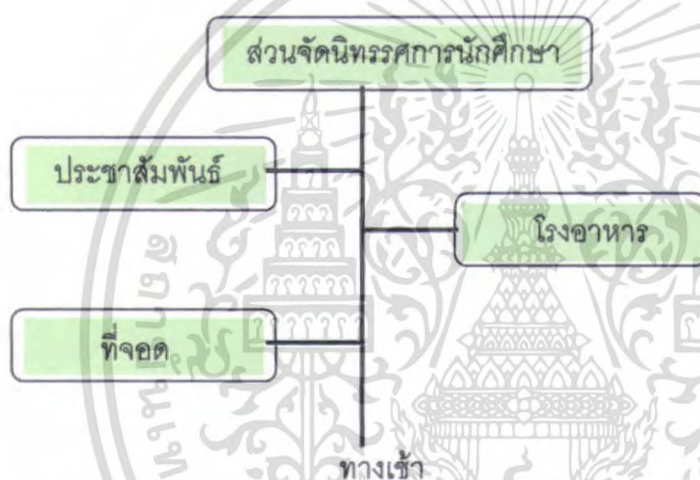 ส่วนจัดนิทรรศการนักศึกษา
ประชาสัมพันธ์
โรงอาหาร
ที่จอด
ทางเข้า